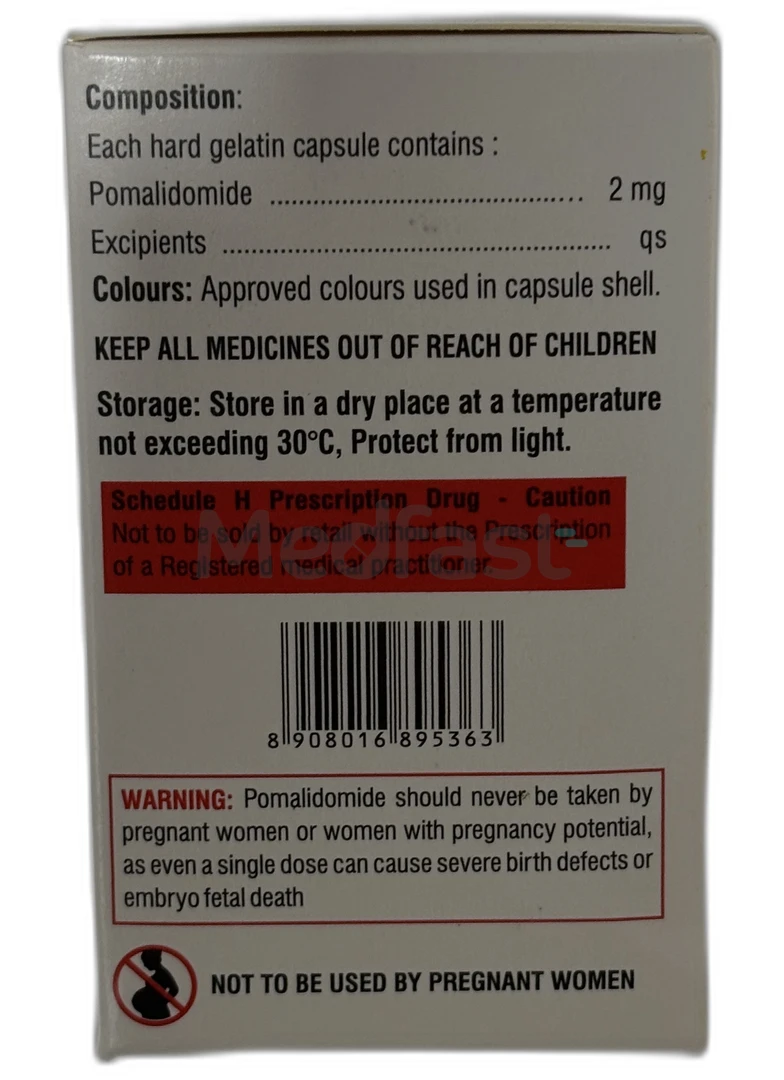 Composition:
Each hard gelatin capsule contains :
Pomalidomide ........................................... 2 mg
Excipients ..................................................... qs
Colours: Approved colours used in capsule shell.
KEEP ALL MEDICINES OUT OF REACH OF CHILDREN
Storage: Store in a dry place at a temperature
not exceeding 30°C, Protect from light.
Schedule H Prescription Drug - Caution
Not to be sold by retail without the Prescription
of a Registered medical practitioner.
Medfast
8 908016 895363
WARNING: Pomalidomide should never be taken by
pregnant women or women with pregnancy potential,
as even a single dose can cause severe birth defects or
embryo fetal death
NOT TO BE USED BY PREGNANT WOMEN